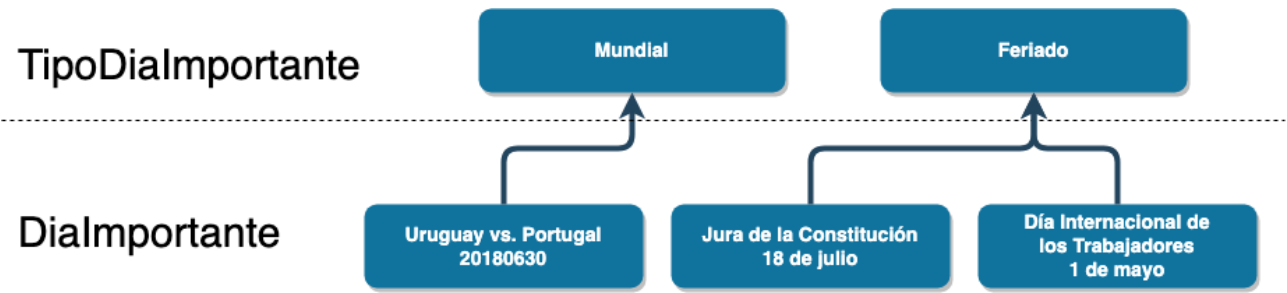 TipoDiaImportante
Mundial
Feriado
DiaImportante
Uruguay vs. Portugal
20180630
Jura de la Constitución
18 de julio
Día Internacional de
los Trabajadores
1 de mayo